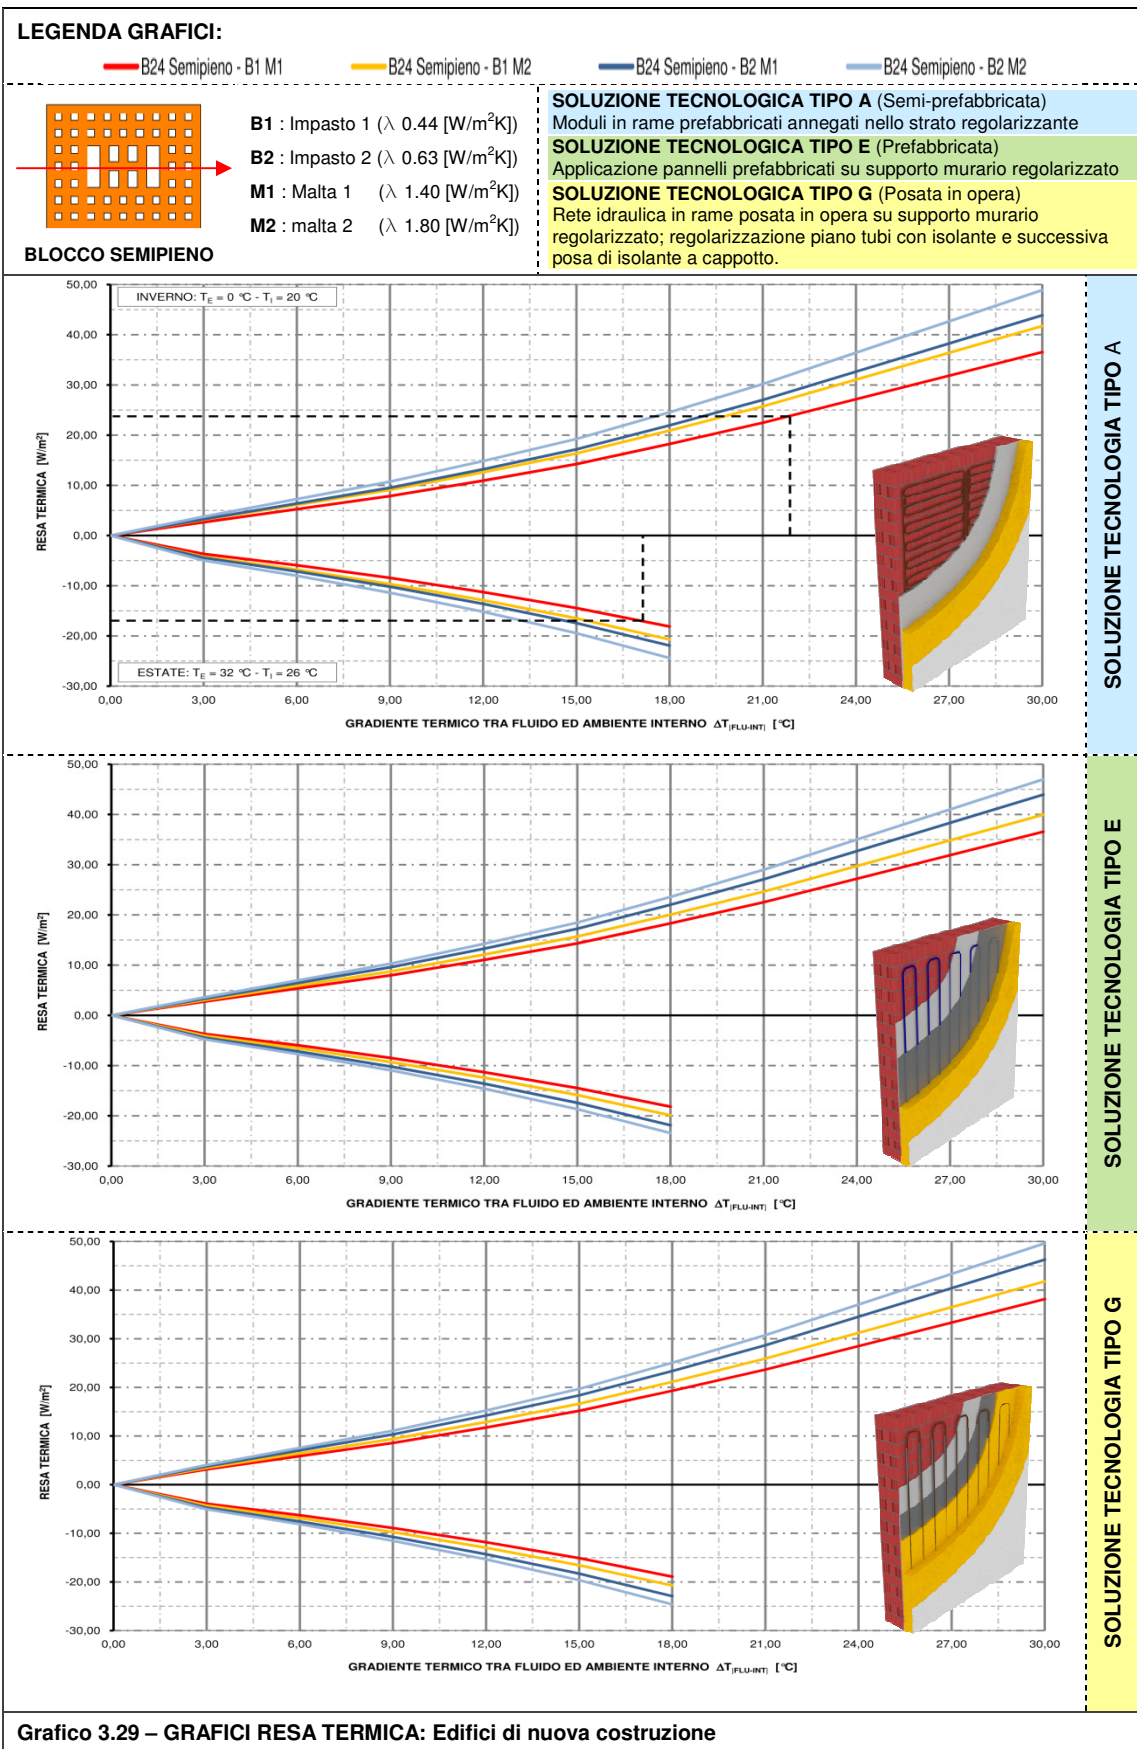 LEGENDA GRAFICI:
B24 Semipieno - B1 M1
B24 Semipieno - B1 M2
B24 Semipieno - B2 M1
B24 Semipieno - B2 M2
B1 : Impasto 1 (λ 0.44 [W/m²K])
B2 : Impasto 2 (λ 0.63 [W/m²K])
M1 : Malta 1 (λ 1.40 [W/m²K])
M2 : malta 2 (λ 1.80 [W/m²K])
BLOCCO SEMIPIENO
SOLUZIONE TECNOLOGICA TIPO A (Semi-prefabbricata)
Moduli in rame prefabbricati annegati nello strato regolarizzante
SOLUZIONE TECNOLOGICA TIPO E (Prefabbricata)
Applicazione pannelli prefabbricati su supporto murario regolarizzato
SOLUZIONE TECNOLOGICA TIPO G (Posata in opera)
Rete idraulica in rame posata in opera su supporto murario
regolarizzato; regolarizzazione piano tubi con isolante e successiva
posa di isolante a cappotto.
50,00
40,00
30,00
20,00
10,00
0,00
-10,00
-20,00
-30,00
RESA TERMICA [W/m²]
INVERNO: TE = 0 °C - TI = 20 °C
ESTATE: TE = 32 °C - TI = 26 °C
0,00 3,00 6,00 9,00 12,00 15,00 18,00 21,00 24,00 27,00 30,00
GRADIENTE TERMICO TRA FLUIDO ED AMBIENTE INTERNO ΔT|FLU-INT| [°C]
SOLUZIONE TECNOLOGIA TIPO A
50,00
40,00
30,00
20,00
10,00
0,00
-10,00
-20,00
-30,00
RESA TERMICA [W/m²]
0,00 3,00 6,00 9,00 12,00 15,00 18,00 21,00 24,00 27,00 30,00
GRADIENTE TERMICO TRA FLUIDO ED AMBIENTE INTERNO ΔT|FLU-INT| [°C]
SOLUZIONE TECNOLOGIA TIPO E
50,00
40,00
30,00
20,00
10,00
0,00
-10,00
-20,00
-30,00
RESA TERMICA [W/m²]
0,00 3,00 6,00 9,00 12,00 15,00 18,00 21,00 24,00 27,00 30,00
GRADIENTE TERMICO TRA FLUIDO ED AMBIENTE INTERNO ΔT|FLU-INT| [°C]
SOLUZIONE TECNOLOGIA TIPO G
Grafico 3.29 – GRAFICI RESA TERMICA: Edifici di nuova costruzione